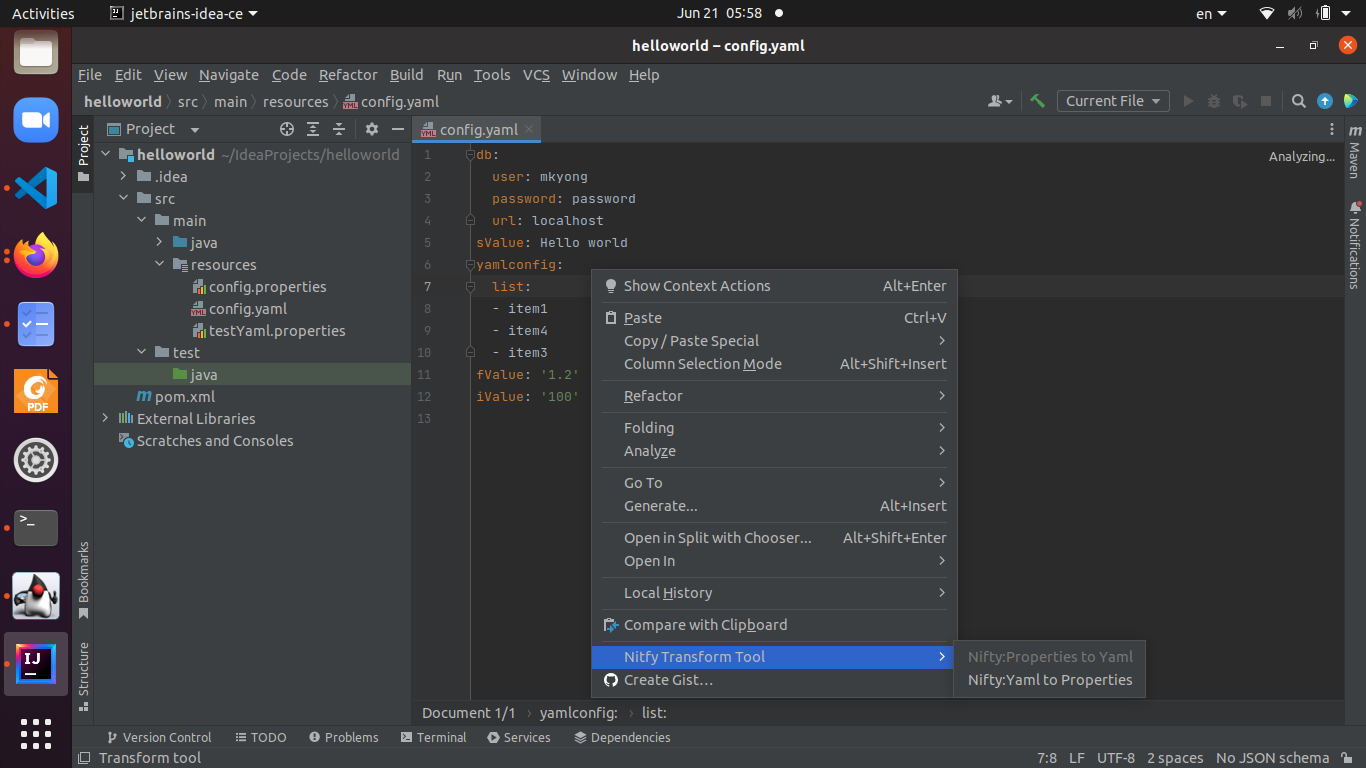 Activities jetbrains-idea-ce Jun 21 05:58 en
helloworld – config.yaml
File Edit View Navigate Code Refactor Build Run Tools VCS Window Help
helloworld src main resources config.yaml Current File
Project
config.yaml
Project
Bookmarks
Structure
helloworld ~/IdeaProjects/helloworld
.idea
src
main
java
resources
config.properties
config.yaml
testYaml.properties
test
java
pom.xml
External Libraries
Scratches and Consoles
1 db:
2 user: mkyong
3 password: password
4 url: localhost
5 sValue: Hello world
6 yamlconfig:
7 list:
8 - item1
9 - item4
10 - item3
11 fValue: '1.2'
12 iValue: '100'
13
Analyzing...
Maven
Notifications
Show Context Actions Alt+Enter
Paste Ctrl+V
Copy / Paste Special
Column Selection Mode Alt+Shift+Insert
Refactor
Folding
Analyze
Go To
Generate... Alt+Insert
Open in Split with Chooser... Alt+Shift+Enter
Open In
Local History
Compare with Clipboard
Nitfy Transform Tool
Create Gist...
Nifty:Properties to Yaml
Nifty:Yaml to Properties
Document 1/1 yamlconfig: list:
Version Control TODO Problems Terminal Services Dependencies
Transform tool 7:8 LF UTF-8 2 spaces No JSON schema
PDF
>_
IJ